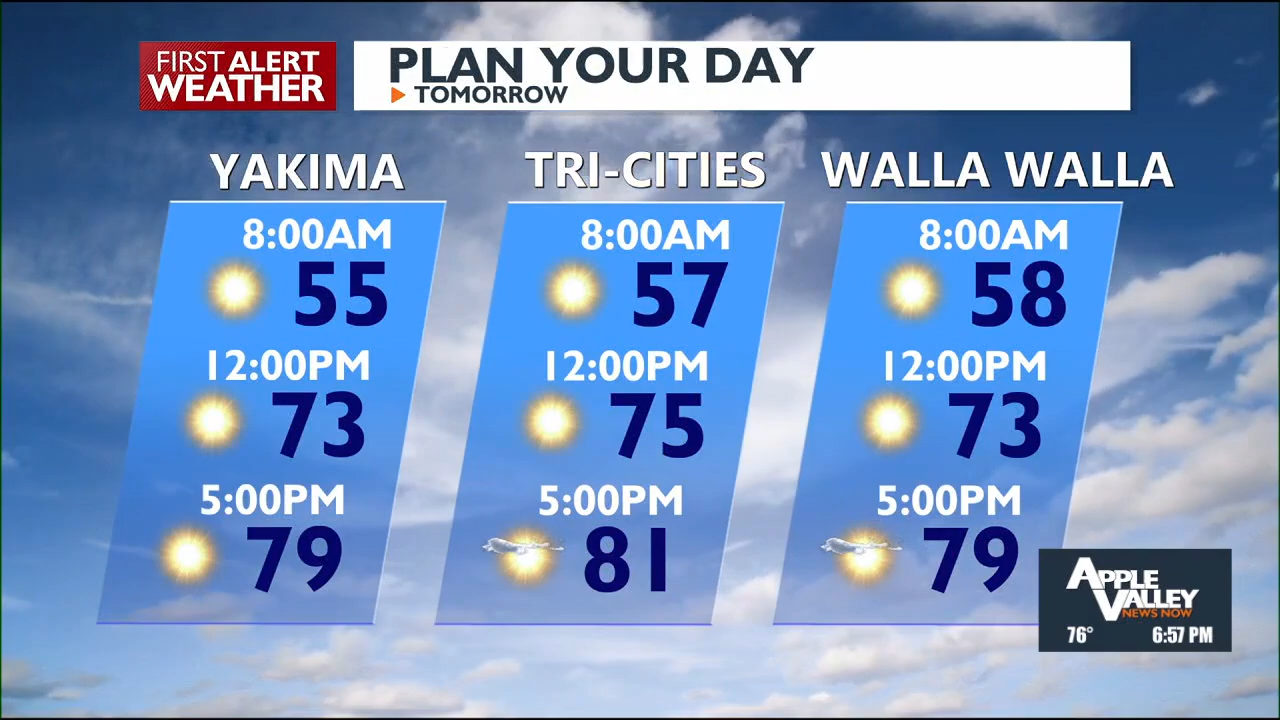 FIRST ALERT
WEATHER
PLAN YOUR DAY
TOMORROW
YAKIMA
8:00AM
55
12:00PM
73
5:00PM
79
TRI-CITIES
8:00AM
57
12:00PM
75
5:00PM
81
WALLA WALLA
8:00AM
58
12:00PM
73
5:00PM
79
APPLE
VALLEY
NEWS NOW
76° 6:57 PM